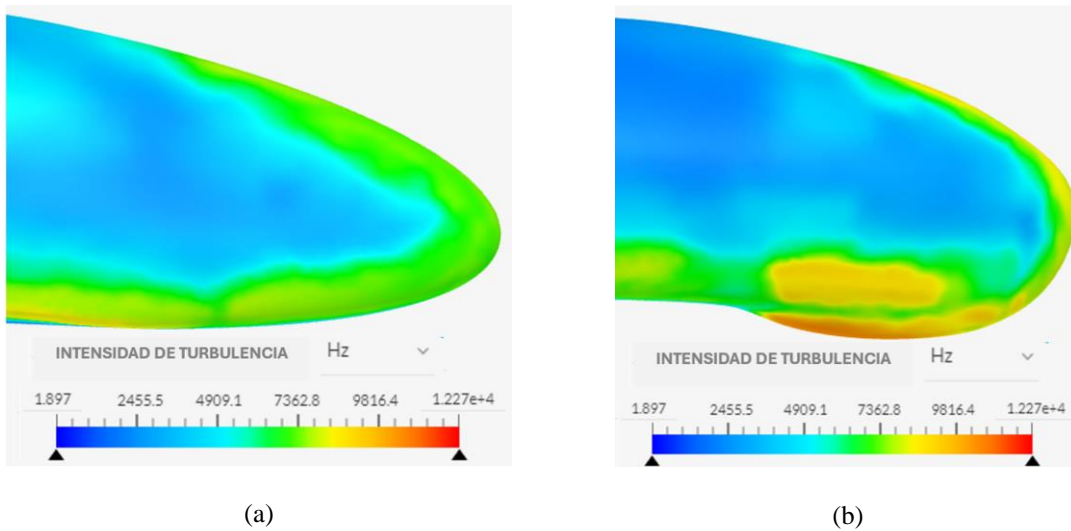 INTENSIDAD DE TURBULENCIA Hz
1.897 2455.5 4909.1 7362.8 9816.4 1.227e+4
(a)
INTENSIDAD DE TURBULENCIA Hz
1.897 2455.5 4909.1 7362.8 9816.4 1.227e+4
(b)